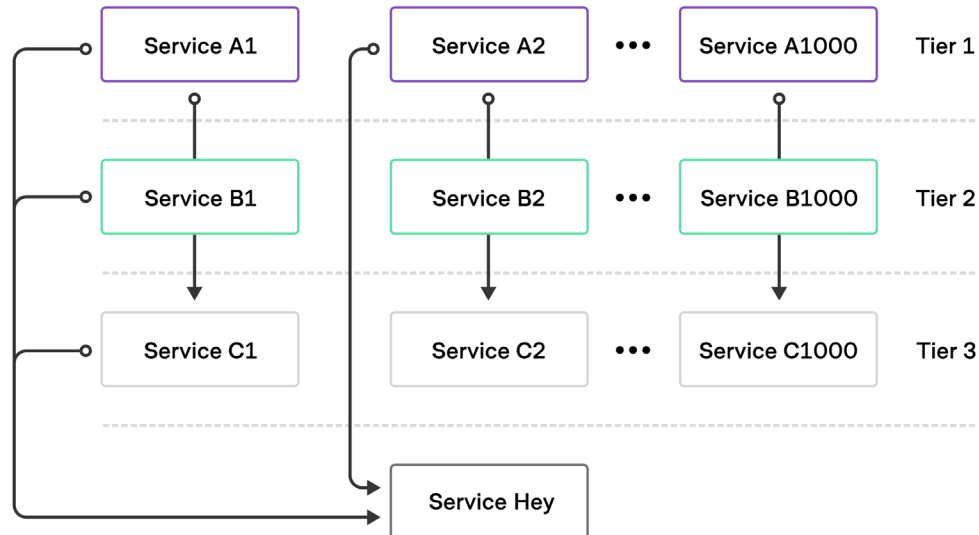 Service A1
Service A2
•••
Service A1000
Tier 1
Service B1
Service B2
•••
Service B1000
Tier 2
Service C1
Service C2
•••
Service C1000
Tier 3
Service Hey